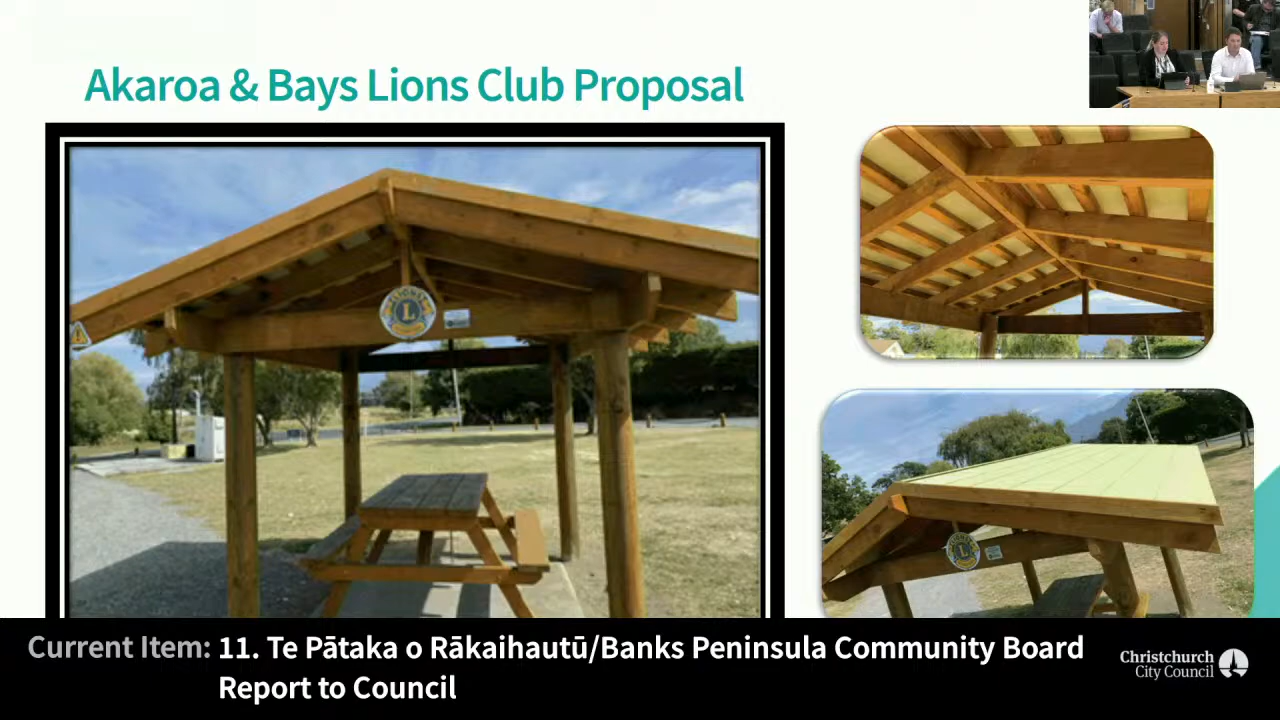 Akaroa & Bays Lions Club Proposal
LIONS
L
L
Current Item: 11. Te Pātaka o Rākaihautū/Banks Peninsula Community Board
Report to Council
Christchurch
City Council